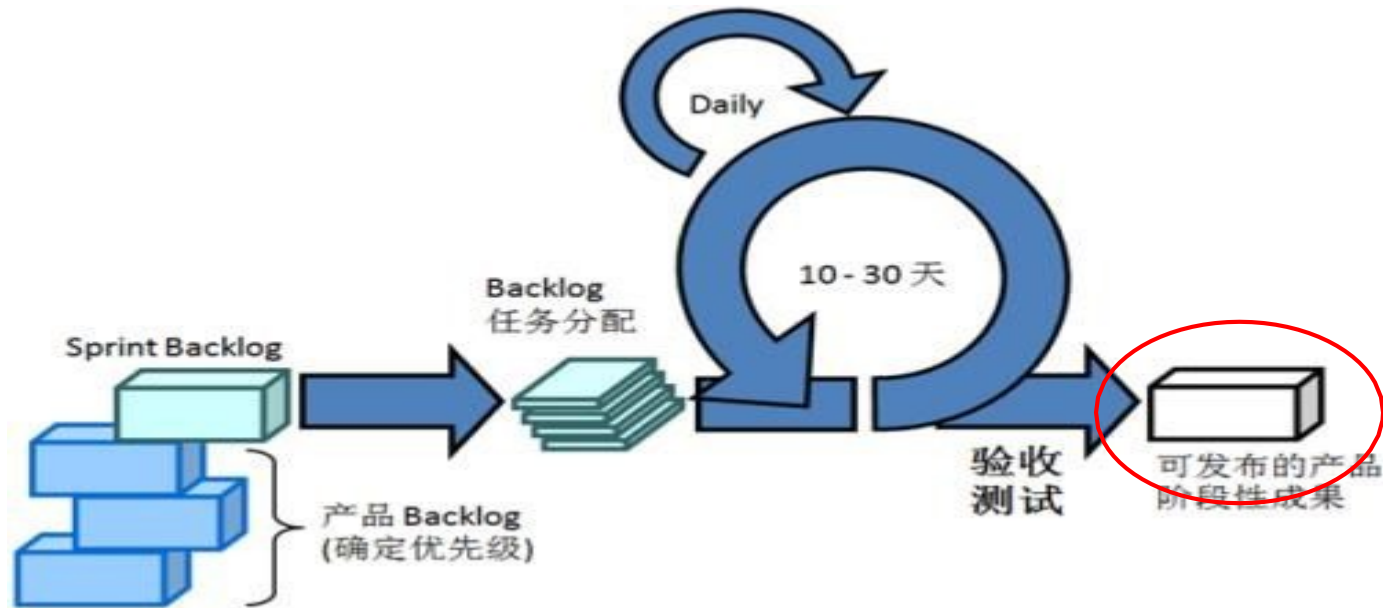 Daily
10 - 30 天
Backlog
任务分配
Sprint Backlog
验收
测试
可发布的产品
阶段性成果
产品 Backlog
(确定优先级)